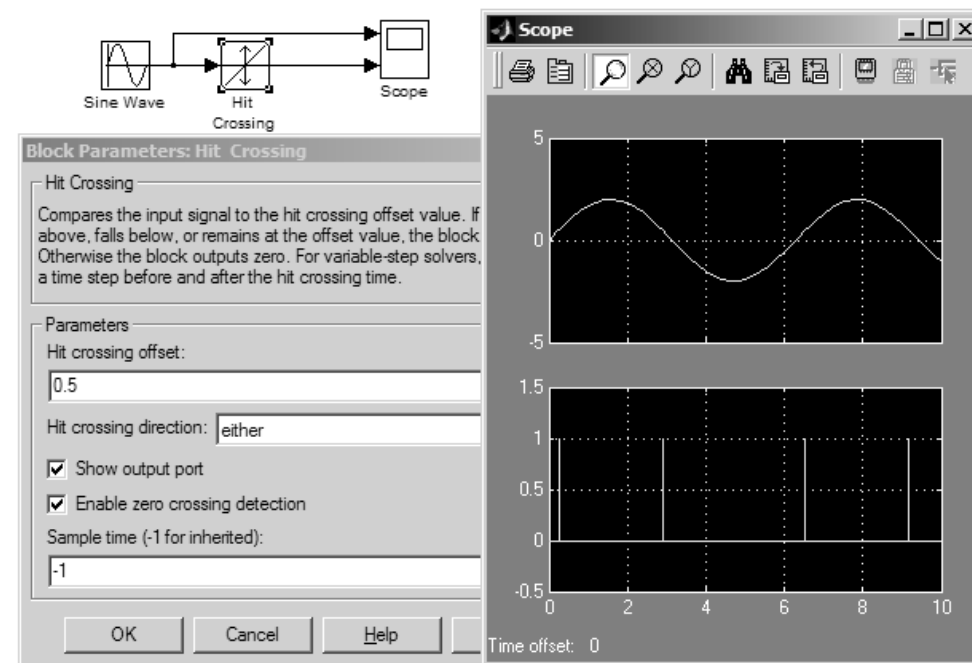 Sine Wave
Hit
Crossing
Scope
Block Parameters: Hit Crossing
Hit Crossing
Compares the input signal to the hit crossing offset value. If
above, falls below, or remains at the offset value, the block
Otherwise the block outputs zero. For variable-step solvers,
a time step before and after the hit crossing time.
Parameters
Hit crossing offset:
0.5
Hit crossing direction: either
Show output port
Enable zero crossing detection
Sample time (-1 for inherited):
-1
OK Cancel Help
Scope
5
0
-5
1.5
1
0.5
0
-0.5
0 2 4 6 8 10
Time offset: 0